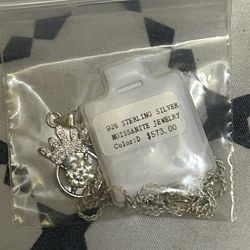 925 STERLING SILVER
MOISSANITE JEWELRY
Color:D $573.00